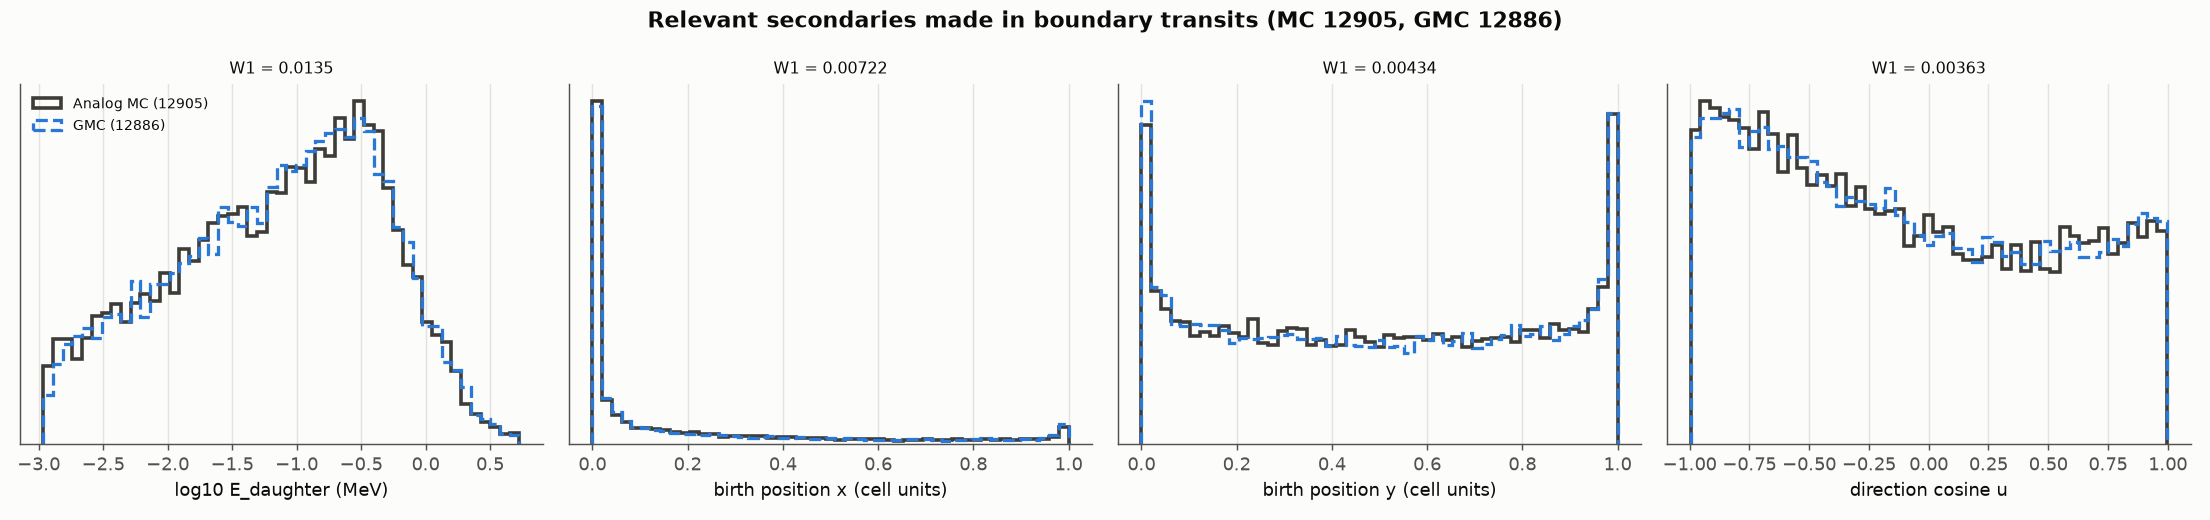 Relevant secondaries made in boundary transits (MC 12905, GMC 12886)
W1 = 0.0135
W1 = 0.00722
W1 = 0.00434
W1 = 0.00363
Analog MC (12905)
GMC (12886)
−3.0 −2.5 −2.0 −1.5 −1.0 −0.5 0.0 0.5
0.0 0.2 0.4 0.6 0.8 1.0
0.0 0.2 0.4 0.6 0.8 1.0
−1.00 −0.75 −0.50 −0.25 0.00 0.25 0.50 0.75 1.00
log10 E_daughter (MeV)
birth position x (cell units)
birth position y (cell units)
direction cosine u